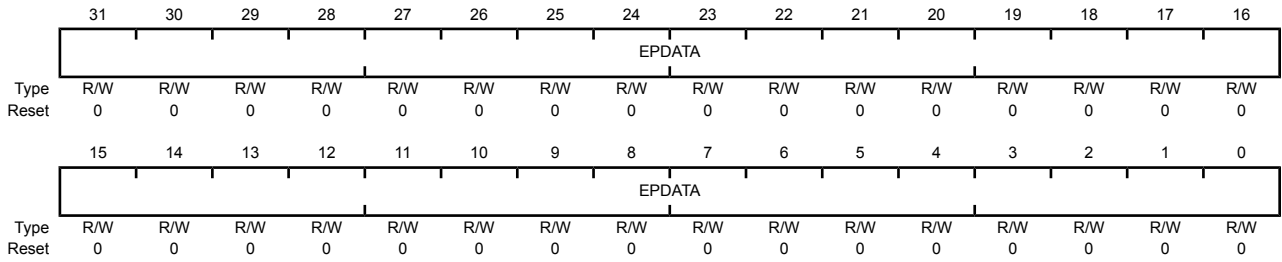 31 30 29 28 27 26 25 24 23 22 21 20 19 18 17 16
EPDATA
Type R/W R/W R/W R/W R/W R/W R/W R/W R/W R/W R/W R/W R/W R/W R/W R/W
Reset 0 0 0 0 0 0 0 0 0 0 0 0 0 0 0 0
15 14 13 12 11 10 9 8 7 6 5 4 3 2 1 0
EPDATA
Type R/W R/W R/W R/W R/W R/W R/W R/W R/W R/W R/W R/W R/W R/W R/W R/W
Reset 0 0 0 0 0 0 0 0 0 0 0 0 0 0 0 0